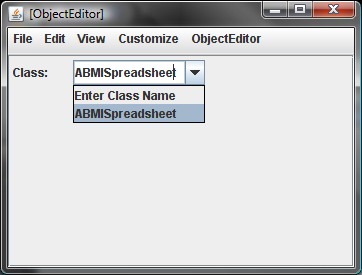 [ObjectEditor]
File Edit View Customize ObjectEditor
Class: ABMISpreadsheet
Enter Class Name
ABMISpreadsheet